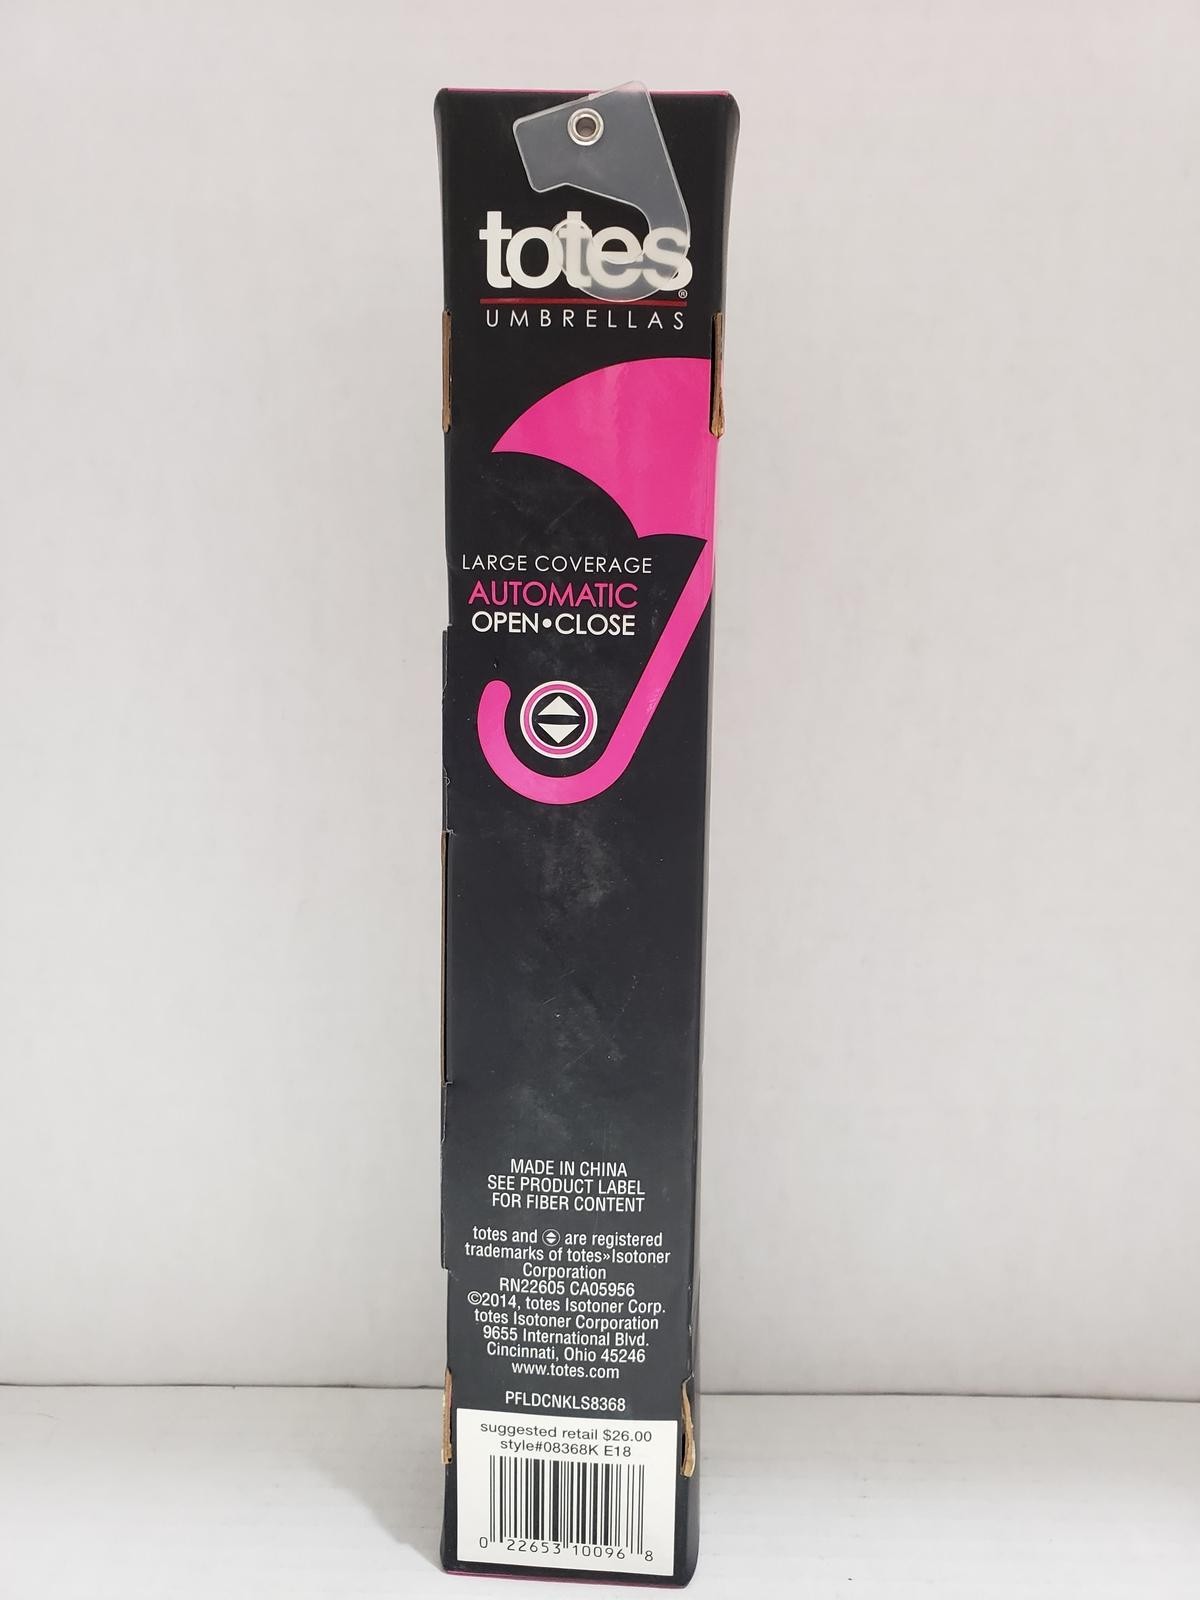 totes®
UMBRELLAS
LARGE COVERAGE
AUTOMATIC
OPEN•CLOSE
MADE IN CHINA
SEE PRODUCT LABEL
FOR FIBER CONTENT
totes and are registered
trademarks of totes»Isotoner
Corporation
RN22605 CA05956
©2014, totes Isotoner Corp.
totes Isotoner Corporation
9655 International Blvd.
Cincinnati, Ohio 45246
www.totes.com
PFLDCNKLS8368
suggested retail $26.00
style#08368K E18
0 22653 10096 8